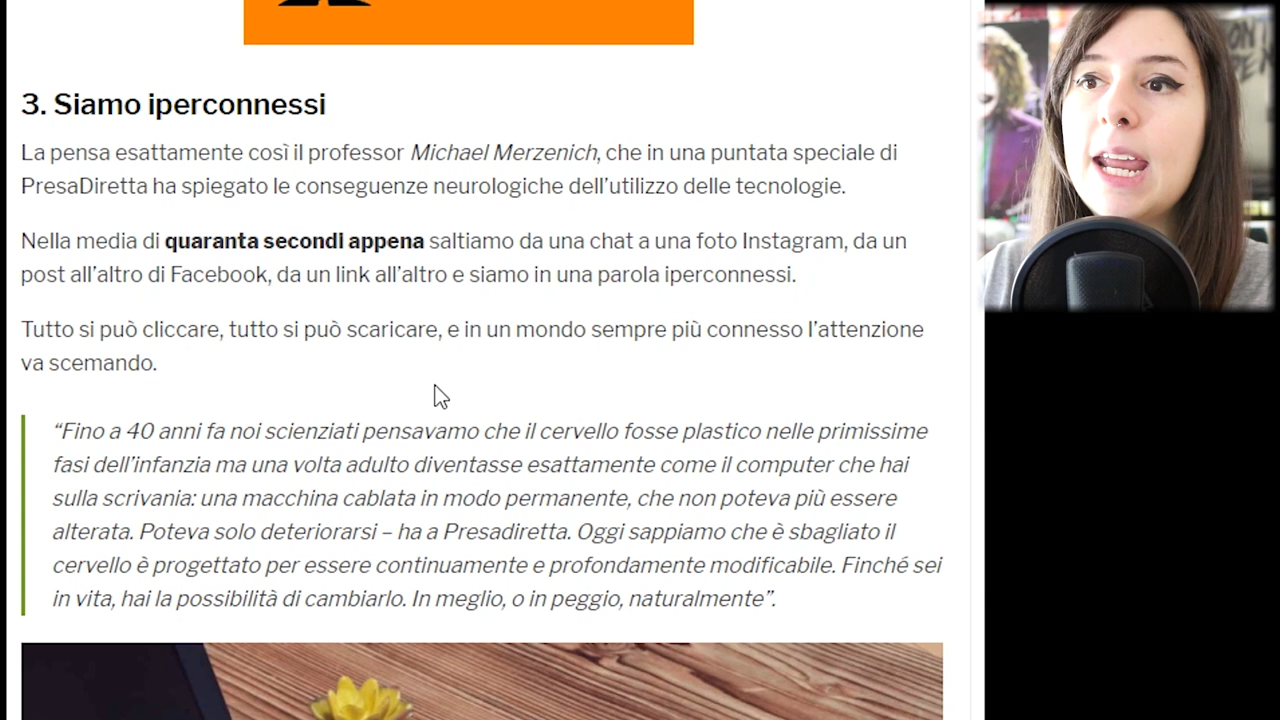 3. Siamo iperconnessi
La pensa esattamente così il professor Michael Merzenich, che in una puntata speciale di
PresaDiretta ha spiegato le conseguenze neurologiche dell'utilizzo delle tecnologie.
Nella media di quaranta secondi appena saltiamo da una chat a una foto Instagram, da un
post all'altro di Facebook, da un link all'altro e siamo in una parola iperconnessi.
Tutto si può cliccare, tutto si può scaricare, e in un mondo sempre più connesso l'attenzione
va scemando.
“Fino a 40 anni fa noi scienziati pensavamo che il cervello fosse plastico nelle primissime
fasi dell'infanzia ma una volta adulto diventasse esattamente come il computer che hai
sulla scrivania: una macchina cablata in modo permanente, che non poteva più essere
alterata. Poteva solo deteriorarsi – ha a Presadiretta. Oggi sappiamo che è sbagliato il
cervello è progettato per essere continuamente e profondamente modificabile. Finché sei
in vita, hai la possibilità di cambiarlo. In meglio, o in peggio, naturalmente”.